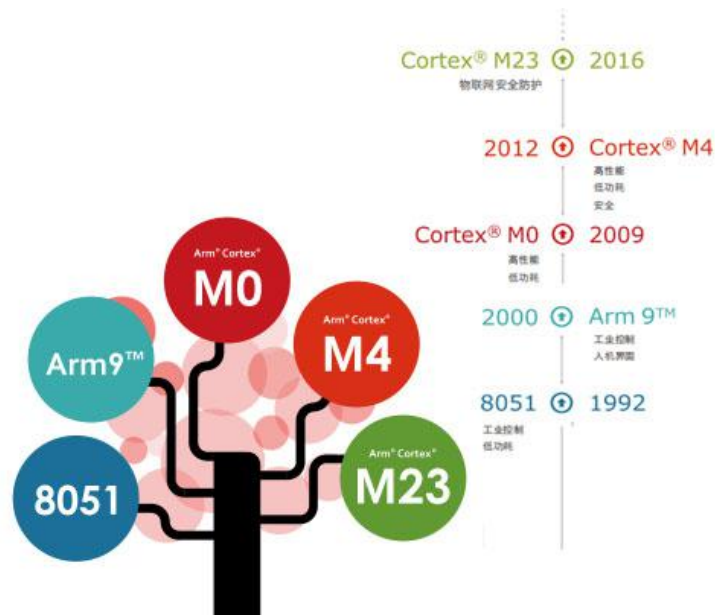 Cortex® M23 2016
物联网安全防护
2012 Cortex® M4
高性能
低功耗
安全
Cortex® M0 2009
高性能
低功耗
2000 Arm 9™
工业控制
人机界面
8051 1992
工业控制
低功耗
Arm® Cortex®
M0
Arm® Cortex®
M4
Arm9™
Arm® Cortex®
M23
8051